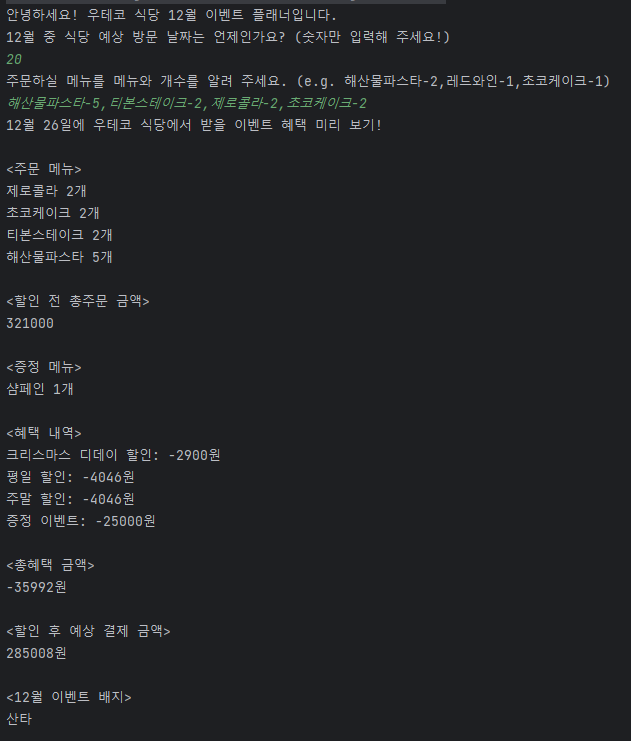 안녕하세요! 우테코 식당 12월 이벤트 플래너입니다.
12월 중 식당 예상 방문 날짜는 언제인가요? (숫자만 입력해 주세요!)
20
주문하실 메뉴를 메뉴와 개수를 알려 주세요. (e.g. 해산물파스타-2,레드와인-1,초코케이크-1)
해산물파스타-5,티본스테이크-2,제로콜라-2,초코케이크-2
12월 26일에 우테코 식당에서 받을 이벤트 혜택 미리 보기!
<주문 메뉴>
제로콜라 2개
초코케이크 2개
티본스테이크 2개
해산물파스타 5개
<할인 전 총주문 금액>
321000
<증정 메뉴>
샴페인 1개
<혜택 내역>
크리스마스 디데이 할인: -2900원
평일 할인: -4046원
주말 할인: -4046원
증정 이벤트: -25000원
<총혜택 금액>
-35992원
<할인 후 예상 결제 금액>
285008원
<12월 이벤트 배지>
산타